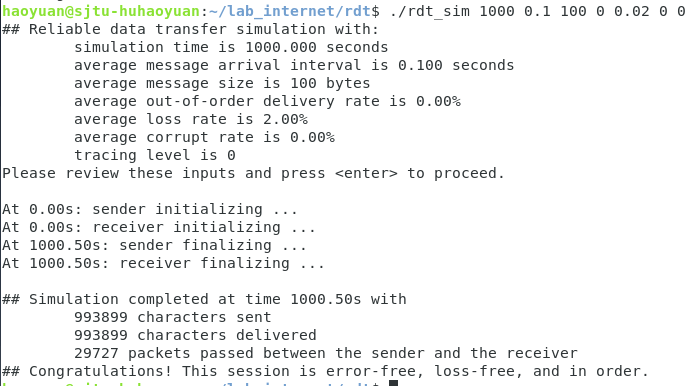 haoyuan@sjtu-huhaoyuan:~/lab_internet/rdt$ ./rdt_sim 1000 0.1 100 0 0.02 0 0
## Reliable data transfer simulation with:
        simulation time is 1000.000 seconds
        average message arrival interval is 0.100 seconds
        average message size is 100 bytes
        average out-of-order delivery rate is 0.00%
        average loss rate is 2.00%
        average corrupt rate is 0.00%
        tracing level is 0
Please review these inputs and press <enter> to proceed.
At 0.00s: sender initializing ...
At 0.00s: receiver initializing ...
At 1000.50s: sender finalizing ...
At 1000.50s: receiver finalizing ...
## Simulation completed at time 1000.50s with
        993899 characters sent
        993899 characters delivered
        29727 packets passed between the sender and the receiver
## Congratulations! This session is error-free, loss-free, and in order.